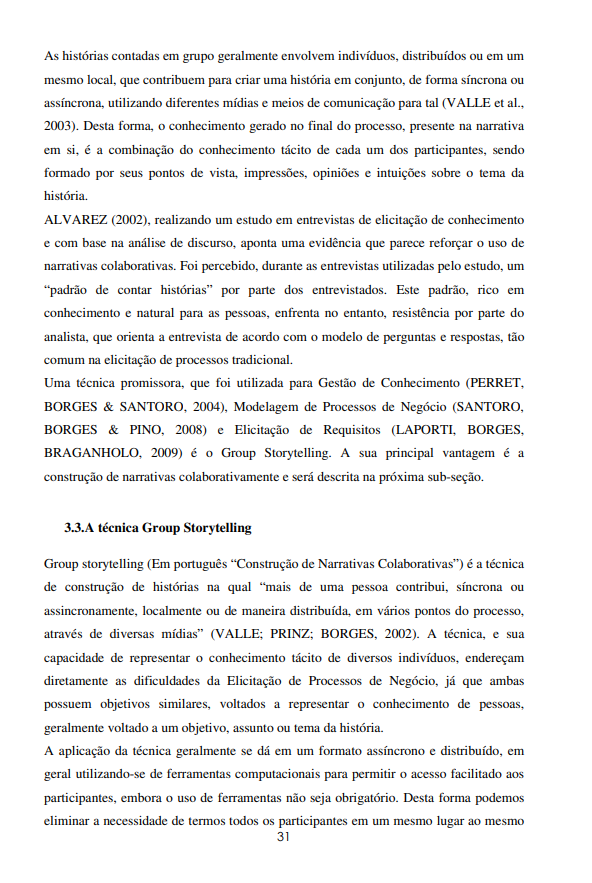 As histórias contadas em grupo geralmente envolvem indivíduos, distribuídos ou em um
mesmo local, que contribuem para criar uma história em conjunto, de forma síncrona ou
assíncrona, utilizando diferentes mídias e meios de comunicação para tal (VALLE et al.,
2003). Desta forma, o conhecimento gerado no final do processo, presente na narrativa
em si, é a combinação do conhecimento tácito de cada um dos participantes, sendo
formado por seus pontos de vista, impressões, opiniões e intuições sobre o tema da
história.
ALVAREZ (2002), realizando um estudo em entrevistas de elicitação de conhecimento
e com base na análise de discurso, aponta uma evidência que parece reforçar o uso de
narrativas colaborativas. Foi percebido, durante as entrevistas utilizadas pelo estudo, um
“padrão de contar histórias” por parte dos entrevistados. Este padrão, rico em
conhecimento e natural para as pessoas, enfrenta no entanto, resistência por parte do
analista, que orienta a entrevista de acordo com o modelo de perguntas e respostas, tão
comum na elicitação de processos tradicional.
Uma técnica promissora, que foi utilizada para Gestão de Conhecimento (PERRET,
BORGES & SANTORO, 2004), Modelagem de Processos de Negócio (SANTORO,
BORGES & PINO, 2008) e Elicitação de Requisitos (LAPORTI, BORGES,
BRAGANHOLO, 2009) é o Group Storytelling. A sua principal vantagem é a
construção de narrativas colaborativamente e será descrita na próxima sub-seção.
3.3.A técnica Group Storytelling
Group storytelling (Em português “Construção de Narrativas Colaborativas”) é a técnica
de construção de histórias na qual “mais de uma pessoa contribui, síncrona ou
assincronamente, localmente ou de maneira distribuída, em vários pontos do processo,
através de diversas mídias” (VALLE; PRINZ; BORGES, 2002). A técnica, e sua
capacidade de representar o conhecimento tácito de diversos indivíduos, endereçam
diretamente as dificuldades da Elicitação de Processos de Negócio, já que ambas
possuem objetivos similares, voltados a representar o conhecimento de pessoas,
geralmente voltado a um objetivo, assunto ou tema da história.
A aplicação da técnica geralmente se dá em um formato assíncrono e distribuído, em
geral utilizando-se de ferramentas computacionais para permitir o acesso facilitado aos
participantes, embora o uso de ferramentas não seja obrigatório. Desta forma podemos
eliminar a necessidade de termos todos os participantes em um mesmo lugar ao mesmo
31